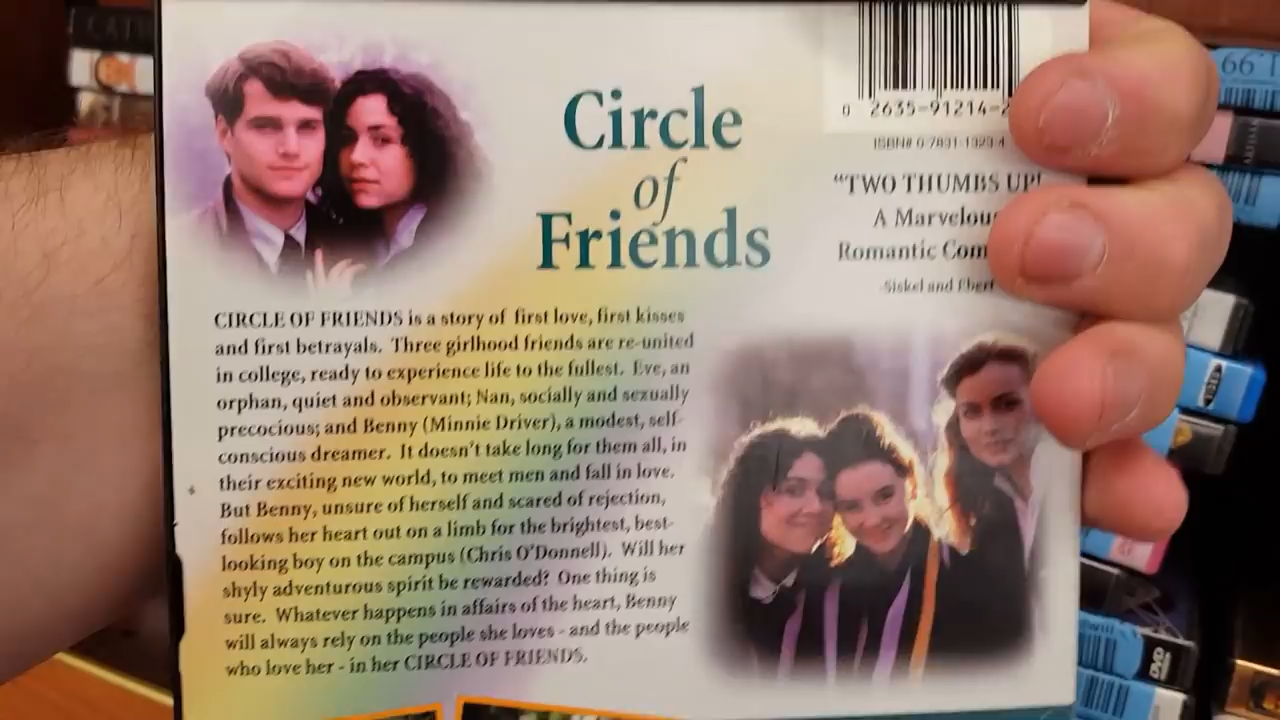 Circle
of
Friends
0 2635-91214-2
ISBN# 0-7831-1323-4
"TWO THUMBS UP!
A Marvelous
Romantic Com
-Siskel and Ebert
CIRCLE OF FRIENDS is a story of first love, first kisses
and first betrayals. Three girlhood friends are re-united
in college, ready to experience life to the fullest. Eve, an
orphan, quiet and observant; Nan, socially and sexually
precocious; and Benny (Minnie Driver), a modest, self-
conscious dreamer. It doesn't take long for them all, in
their exciting new world, to meet men and fall in love.
But Benny, unsure of herself and scared of rejection,
follows her heart out on a limb for the brightest, best-
looking boy on the campus (Chris O'Donnell). Will her
shyly adventurous spirit be rewarded? One thing is
sure. Whatever happens in affairs of the heart, Benny
will always rely on the people she loves - and the people
who love her - in her CIRCLE OF FRIENDS.
1.99
DVD